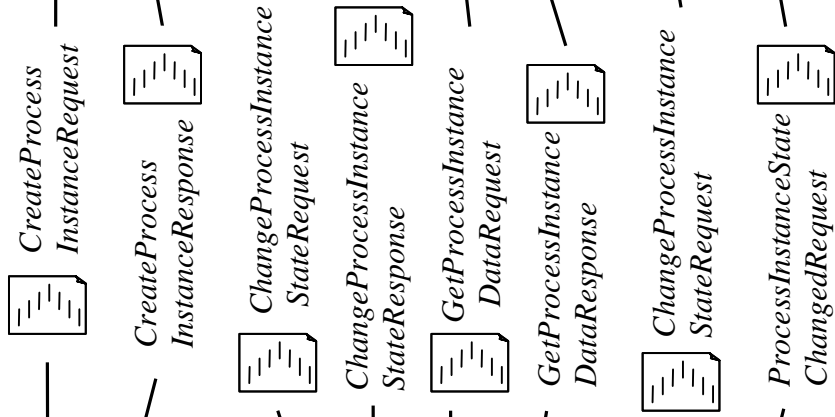 CreateProcess
InstanceRequest
CreateProcess
InstanceResponse
ChangeProcessInstance
StateRequest
ChangeProcessInstance
StateResponse
GetProcessInstance
DataRequest
GetProcessInstance
DataResponse
ChangeProcessInstance
StateRequest
ProcessInstanceState
ChangedRequest